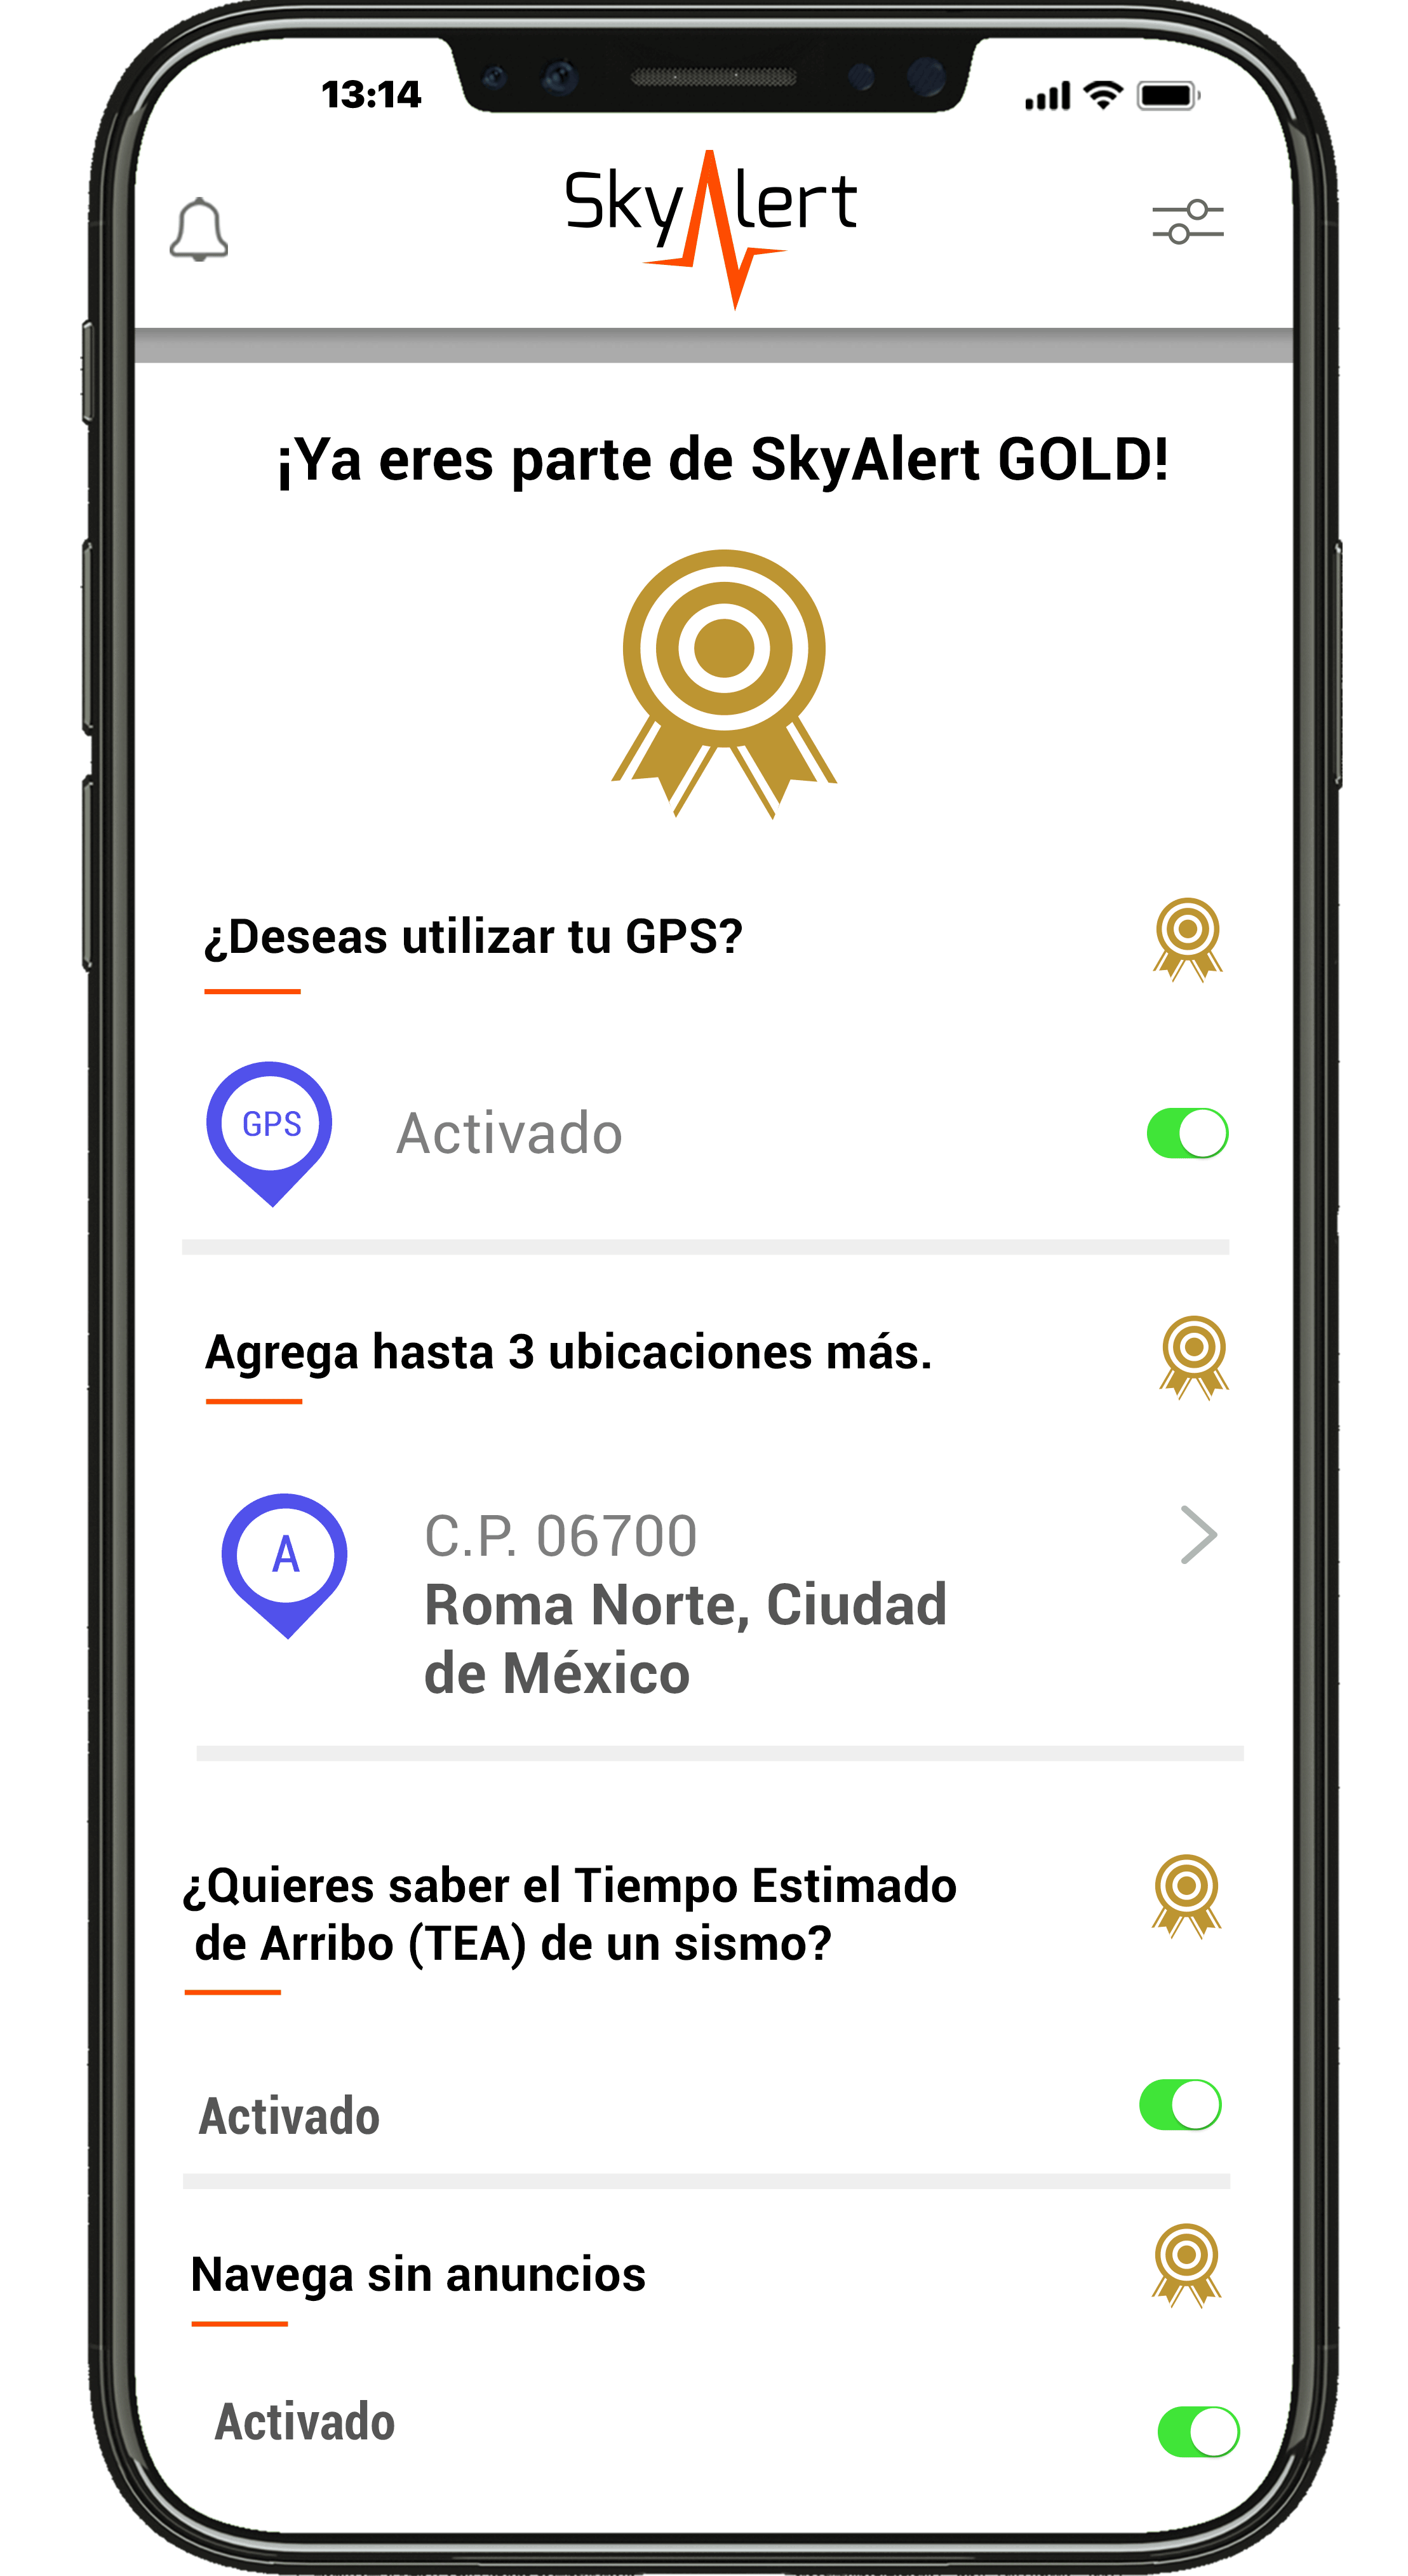 13:14
SkyAlert
¡Ya eres parte de SkyAlert GOLD!
¿Deseas utilizar tu GPS?
GPS
Activado
Agrega hasta 3 ubicaciones más.
A
C.P. 06700
Roma Norte, Ciudad
de México
¿Quieres saber el Tiempo Estimado
de Arribo (TEA) de un sismo?
Activado
Navega sin anuncios
Activado